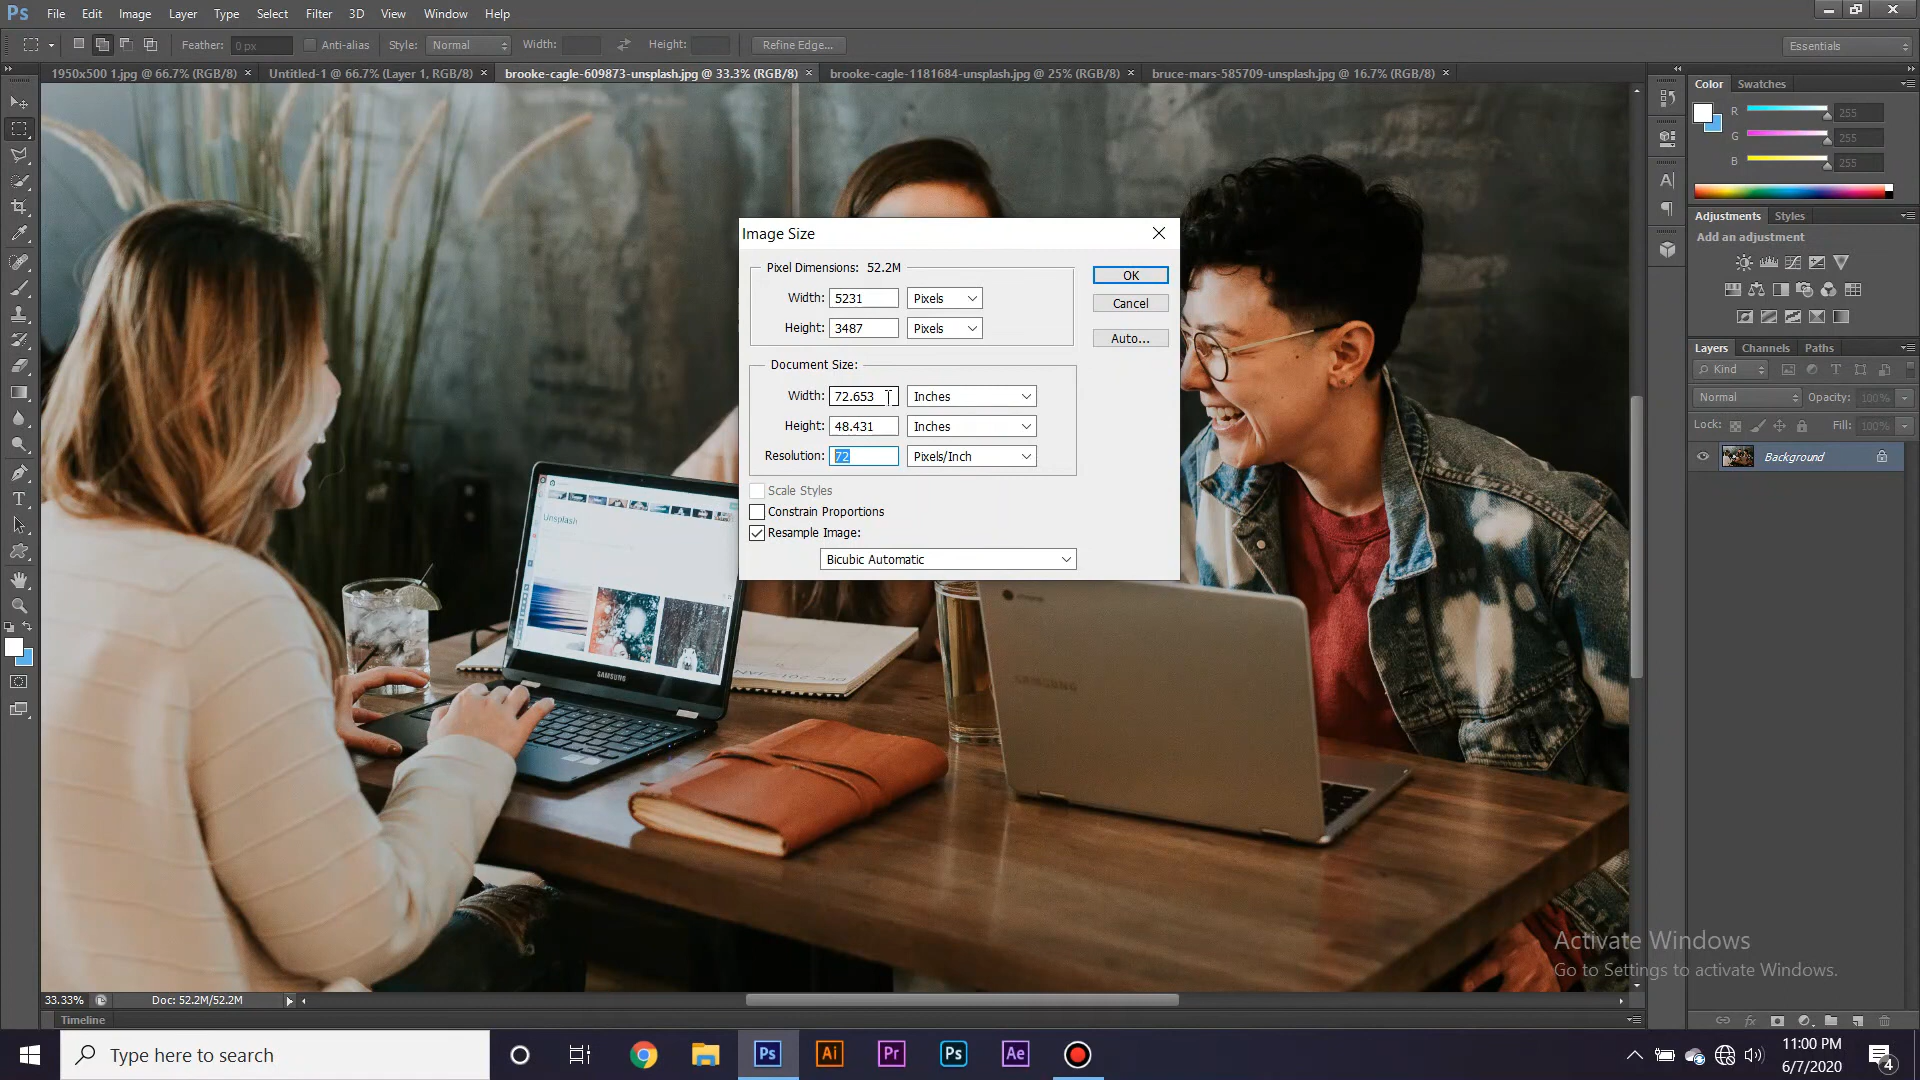 Ps File Edit Image Layer Type Select Filter 3D View Window Help
Feather: 0 px Anti-alias Style: Normal Width: Height: Refine Edge... Essentials
1950x500 1.jpg @ 66.7% (RGB/8) × Untitled-1 @ 66.7% (Layer 1, RGB/8) × brooke-cagle-609873-unsplash.jpg @ 33.3% (RGB/8) × brooke-cagle-1181684-unsplash.jpg @ 25% (RGB/8) × bruce-mars-585709-unsplash.jpg @ 16.7% (RGB/8) ×
Color Swatches
R 255
G 255
B 255
Adjustments Styles
Add an adjustment
Layers Channels Paths
Kind
Normal Opacity: 100%
Lock: Fill: 100%
Background
Image Size
Pixel Dimensions: 52.2M
Width: 5231 Pixels
Height: 3487 Pixels
OK
Cancel
Auto...
Document Size:
Width: 72.653 Inches
Height: 48.431 Inches
Resolution: 72 Pixels/Inch
Scale Styles
Constrain Proportions
Resample Image:
Bicubic Automatic
Unsplash
SAMSUNG
SAMSUNG
Activate Windows
Go to Settings to activate Windows.
33.33% Doc: 52.2M/52.2M
Timeline
Type here to search
Ps Ai Pr Ps Ae
11:00 PM
6/7/2020
4